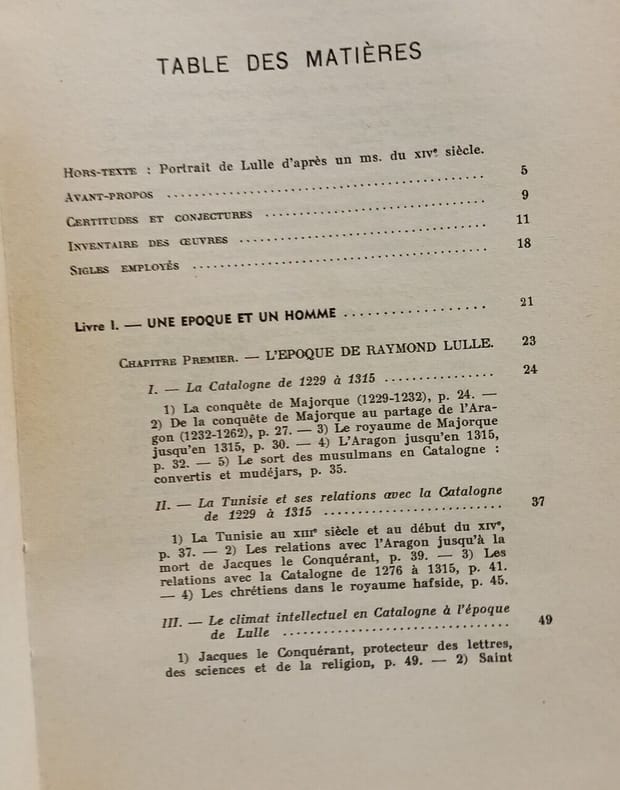 TABLE DES MATIÈRES
HORS-TEXTE : Portrait de Lulle d'après un ms. du XIVe siècle.
AVANT-PROPOS .......................................... 5
CERTITUDES ET CONJECTURES .......................................... 9
INVENTAIRE DES ŒUVRES .......................................... 11
SIGLES EMPLOYÉS .......................................... 18
Livre I. — UNE EPOQUE ET UN HOMME .................. 21
CHAPITRE PREMIER. — L'EPOQUE DE RAYMOND LULLE. 23
I. — La Catalogne de 1229 à 1315 ................ 24
1) La conquête de Majorque (1229-1232), p. 24. —
2) De la conquête de Majorque au partage de l'Ara-
gon (1232-1262), p. 27. — 3) Le royaume de Majorque
jusqu'en 1315, p. 30. — 4) L'Aragon jusqu'en 1315,
p. 32. — 5) Le sort des musulmans en Catalogne :
convertis et mudéjars, p. 35.
II. — La Tunisie et ses relations avec la Catalogne
de 1229 à 1315 .......................... 37
1) La Tunisie au XIIIe siècle et au début du XIVe,
p. 37. — 2) Les relations avec l'Aragon jusqu'à la
mort de Jacques le Conquérant, p. 39. — 3) Les
relations avec la Catalogne de 1276 à 1315, p. 41.
— 4) Les chrétiens dans le royaume hafside, p. 45.
III. — Le climat intellectuel en Catalogne à l'époque
de Lulle ................................ 49
1) Jacques le Conquérant, protecteur des lettres,
des sciences et de la religion, p. 49. — 2) Saint